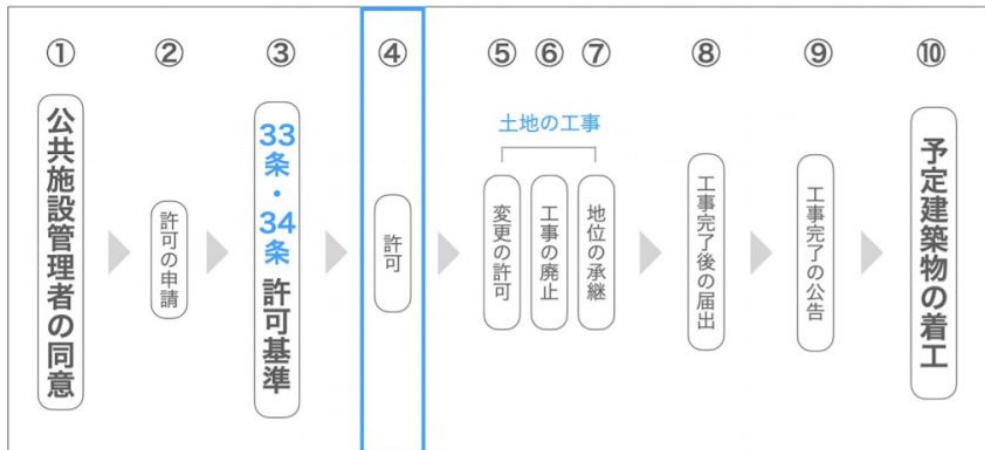 ①
公共施設管理者の同意
②
許可の申請
③
33条・34条 許可基準
④
許可
土地の工事
⑤
変更の許可
⑥
工事の廃止
⑦
地位の承継
⑧
工事完了後の届出
⑨
工事完了の公告
⑩
予定建築物の着工